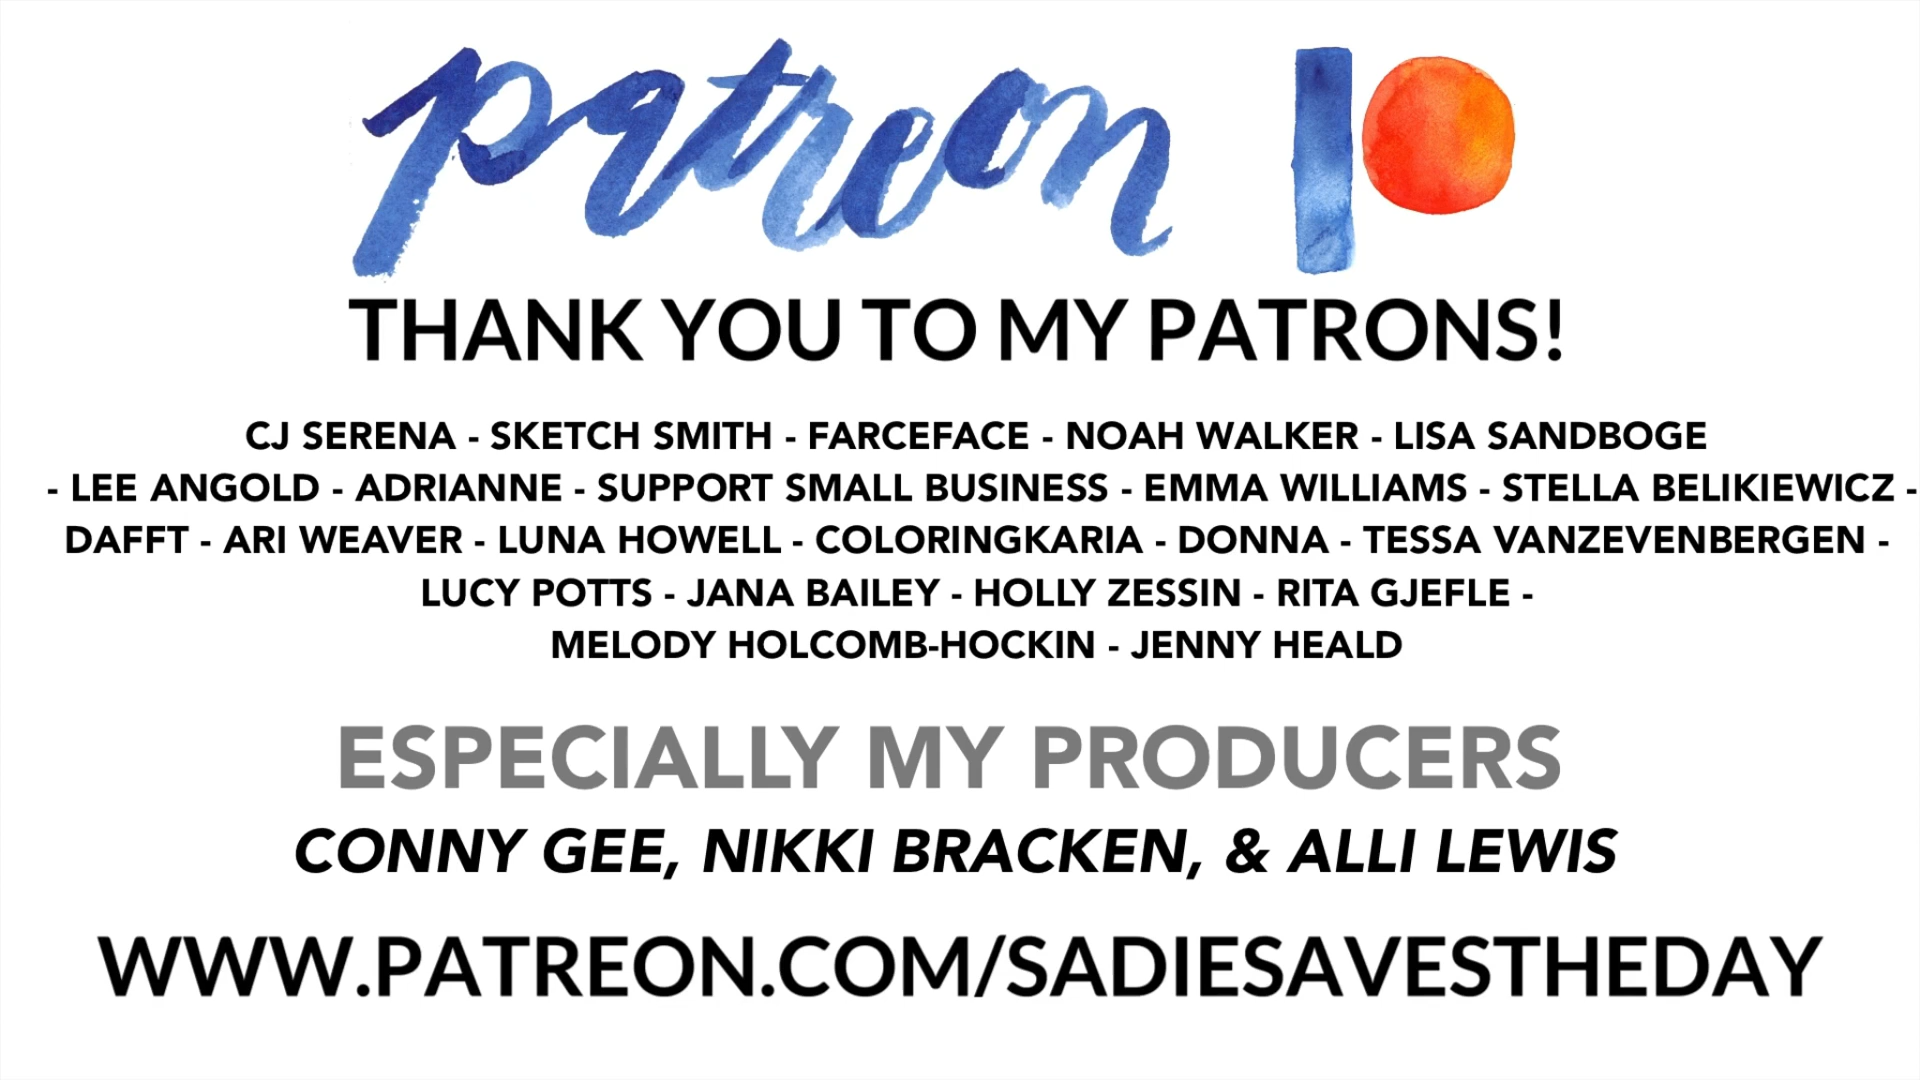 patreon
THANK YOU TO MY PATRONS!
CJ SERENA - SKETCH SMITH - FARCEFACE - NOAH WALKER - LISA SANDBOGE
- LEE ANGOLD - ADRIANNE - SUPPORT SMALL BUSINESS - EMMA WILLIAMS - STELLA BELIKIEWICZ -
DAFFT - ARI WEAVER - LUNA HOWELL - COLORINGKARIA - DONNA - TESSA VANZEVENBERGEN -
LUCY POTTS - JANA BAILEY - HOLLY ZESSIN - RITA GJEFLE -
MELODY HOLCOMB-HOCKIN - JENNY HEALD
ESPECIALLY MY PRODUCERS
CONNY GEE, NIKKI BRACKEN, & ALLI LEWIS
WWW.PATREON.COM/SADIESAVESTHEDAY